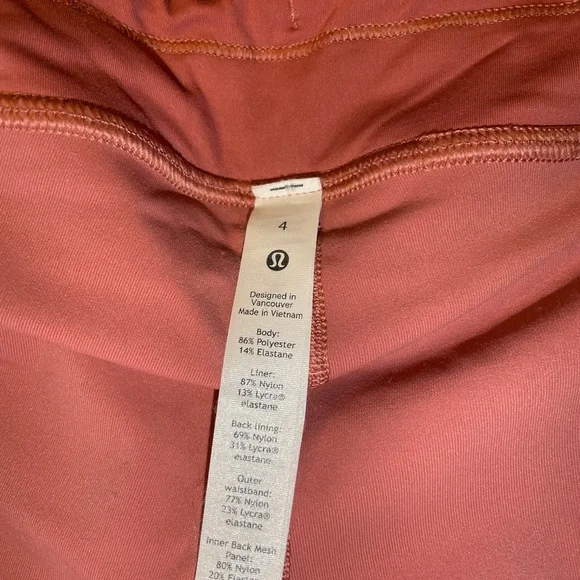 4
Designed in
Vancouver
Made in Vietnam
Body:
86% Polyester
14% Elastane
Liner:
87% Nylon
13% Lycra®
elastane
Back lining:
69% Nylon
31% Lycra®
elastane
Outer
waistband:
77% Nylon
23% Lycra®
elastane
Inner Back Mesh
Panel:
80% Nylon
20% Elastane